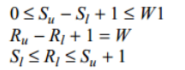 0 ≤ S_u − S_l + 1 ≤ W1
R_u − R_l + 1 = W
S_l ≤ R_l ≤ S_u + 1